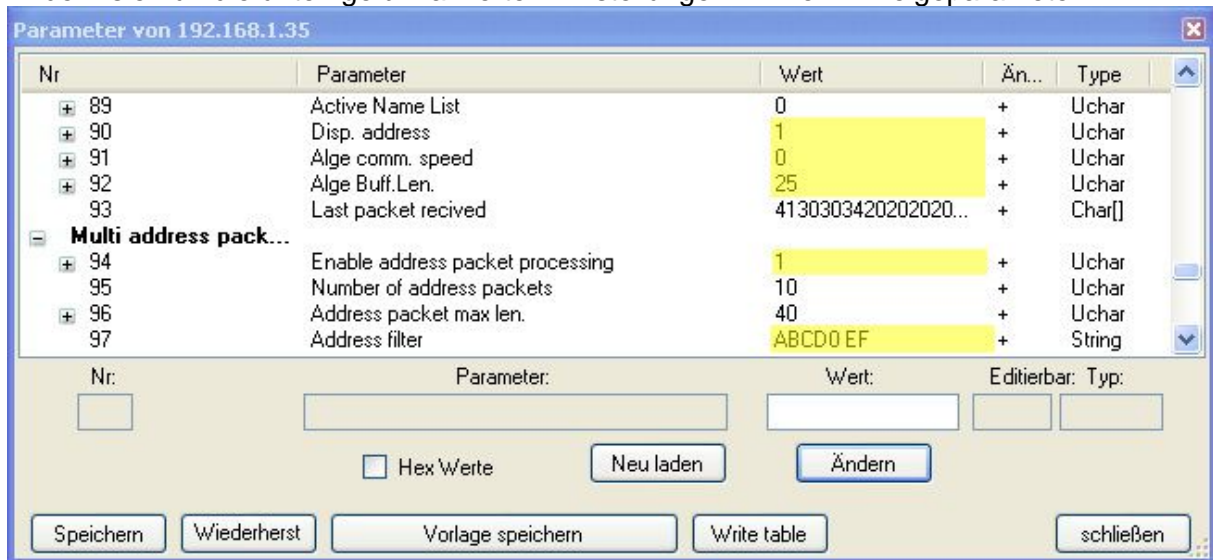 Parameter von 192.168.1.35
Nr Parameter Wert Än... Type
89 Active Name List 0 + Uchar
90 Disp. address 1 + Uchar
91 Alge comm. speed 0 + Uchar
92 Alge Buff.Len. 25 + Uchar
93 Last packet recived 4130303420202020... + Char[]
Multi address pack...
94 Enable address packet processing 1 + Uchar
95 Number of address packets 10 + Uchar
96 Address packet max len. 40 + Uchar
97 Address filter ABCD0 EF + String
Nr: Parameter: Wert: Editierbar: Typ:
Hex Werte Neu laden Ändern
Speichern Wiederherst Vorlage speichern Write table schließen